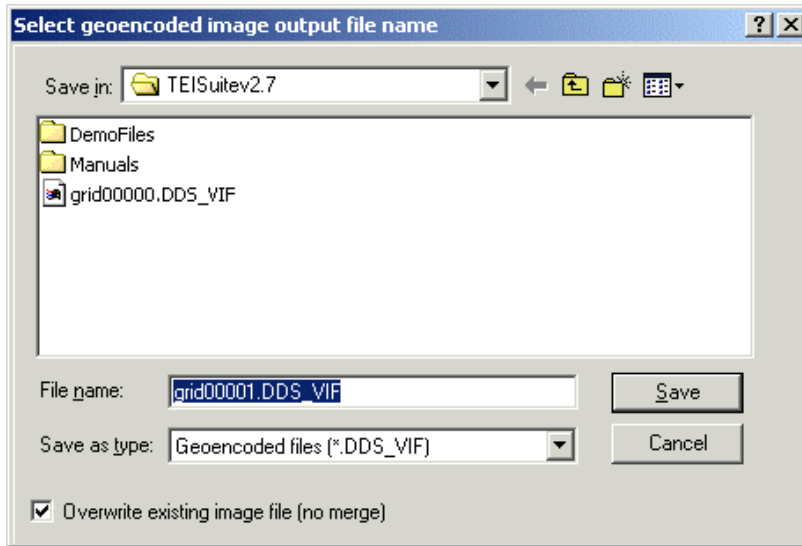 Select geoencoded image output file name
Save in: TEISuitev2.7
DemoFiles
Manuals
grid00000.DDS_VIF
File name: grid00001.DDS_VIF Save
Save as type: Geoencoded files (*.DDS_VIF) Cancel
Overwrite existing image file (no merge)